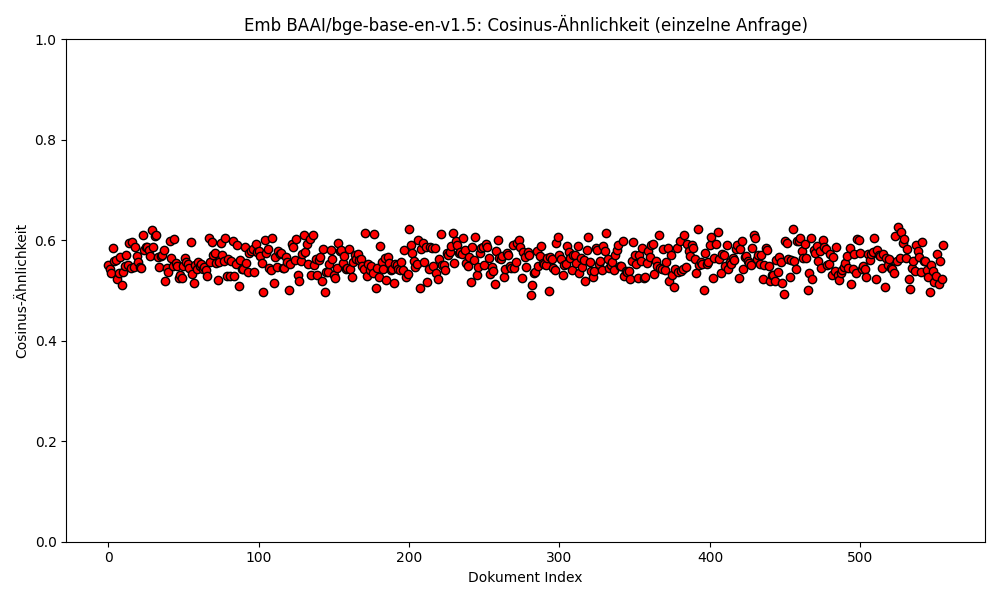 Emb BAAI/bge-base-en-v1.5: Cosinus-Ähnlichkeit (einzelne Anfrage)
Cosinus-Ähnlichkeit
1.0
0.8
0.6
0.4
0.2
0.0
0 100 200 300 400 500
Dokument Index